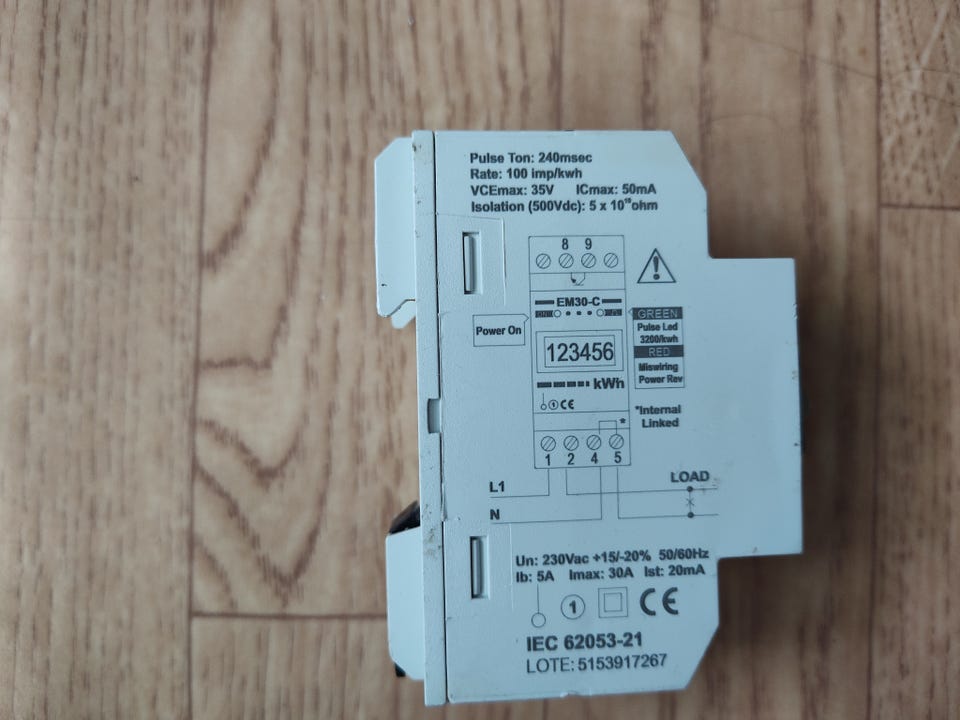 Pulse Ton: 240msec
Rate: 100 imp/kwh
VCEmax: 35V ICmax: 50mA
Isolation (500Vdc): 5 x 10¹⁰ohm
8 9
EM30-C
Power On
GREEN
Pulse Led
3200/kwh
RED
Miswiring
Power Rev
123456
kWh
1 CE
*Internal
Linked
*
1 2 4 5
L1
LOAD
N
Un: 230Vac +15/-20% 50/60Hz
Ib: 5A Imax: 30A Ist: 20mA
1 CE
IEC 62053-21
LOTE: 5153917267